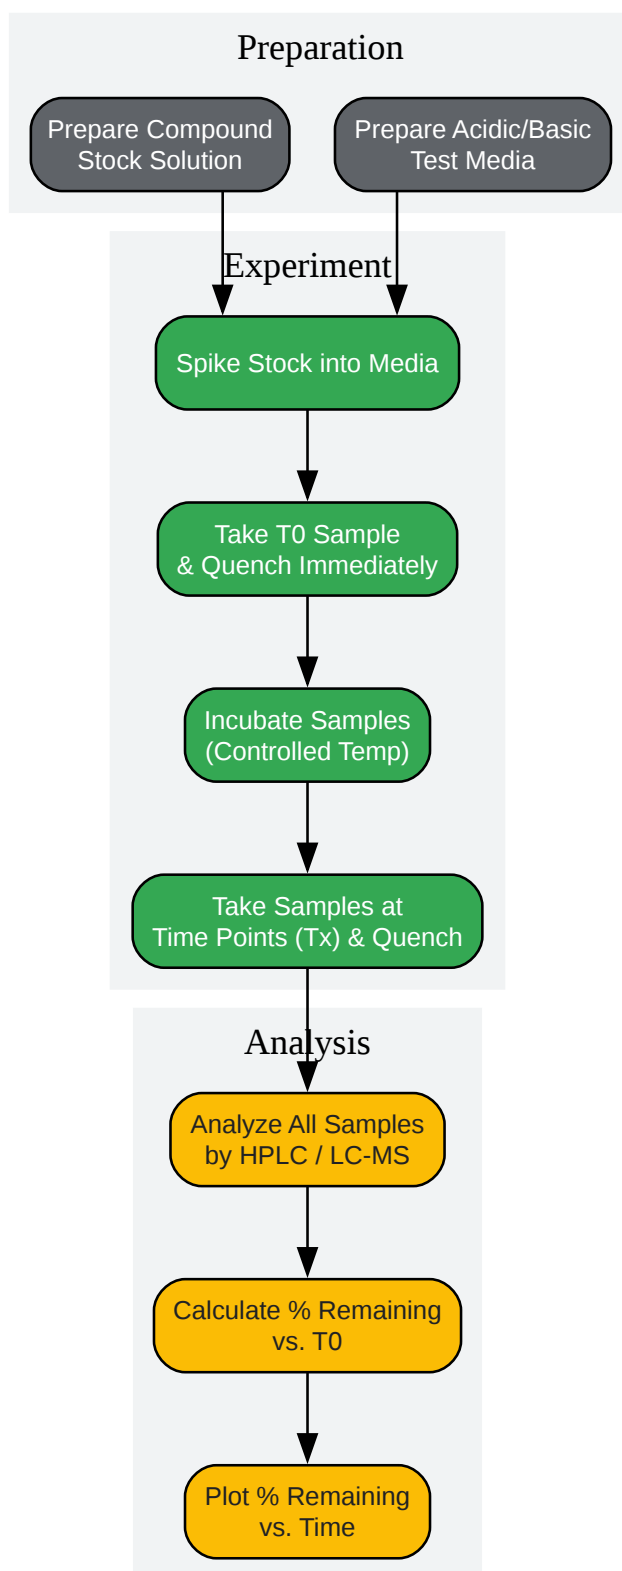 Preparation
Prepare Compound
Stock Solution
Prepare Acidic/Basic
Test Media
Experiment
Spike Stock into Media
Take T0 Sample
& Quench Immediately
Incubate Samples
(Controlled Temp)
Take Samples at
Time Points (Tx) & Quench
Analysis
Analyze All Samples
by HPLC / LC-MS
Calculate % Remaining
vs. T0
Plot % Remaining
vs. Time